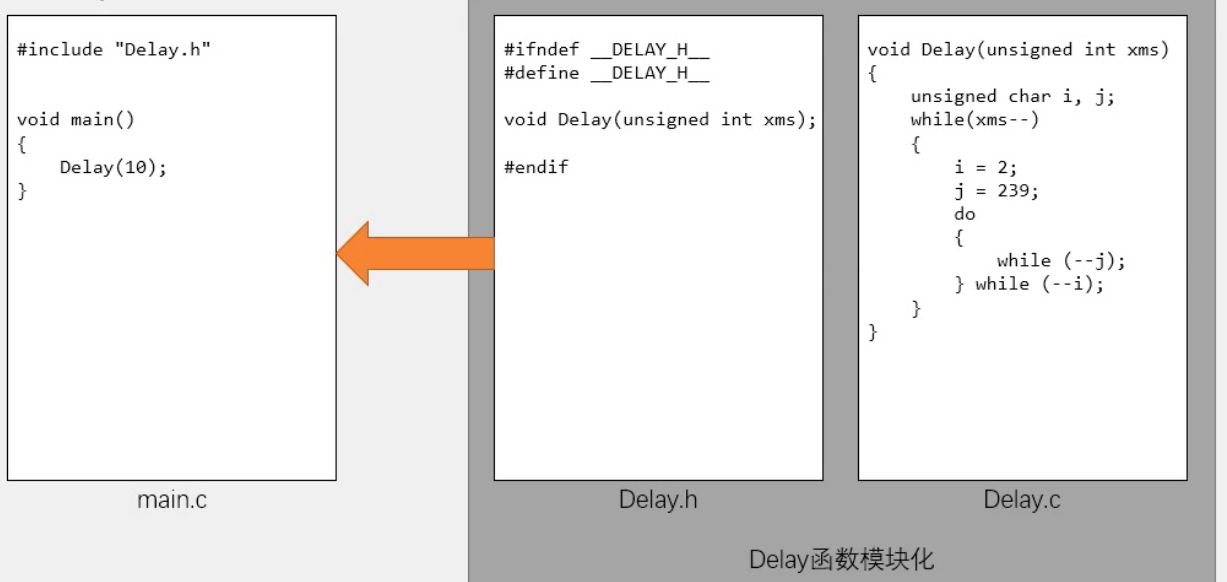 #include "Delay.h"
void main()
{
    Delay(10);
}
main.c
#ifndef __DELAY_H__
#define __DELAY_H__
void Delay(unsigned int xms);
#endif
Delay.h
void Delay(unsigned int xms)
{
    unsigned char i, j;
    while(xms--)
    {
        i = 2;
        j = 239;
        do
        {
            while (--j);
        } while (--i);
    }
}
Delay.c
Delay函数模块化